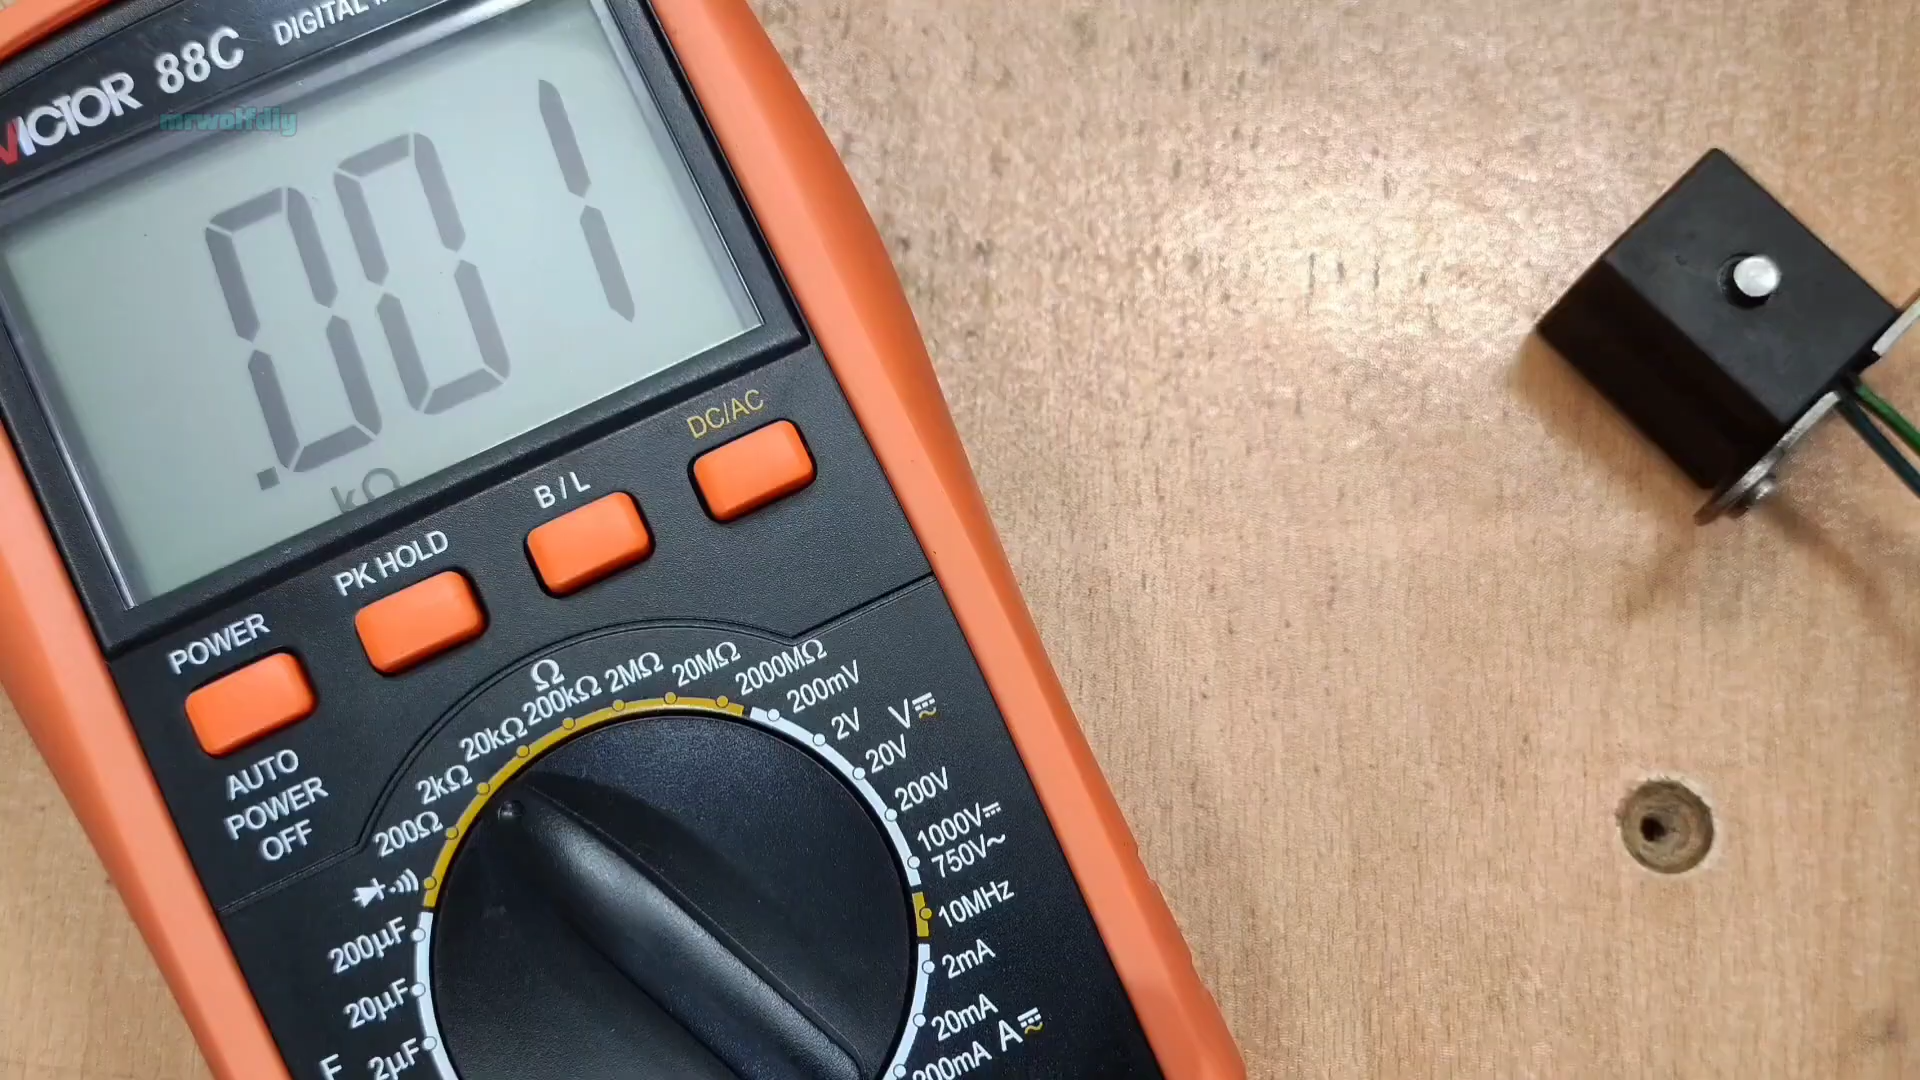 VICTOR 88C DIGITAL
mrwolfdiy
.001
kΩ
DC/AC
B/L
PK HOLD
POWER
AUTO
POWER
OFF
Ω
200Ω
2kΩ
20kΩ
200kΩ
2MΩ
20MΩ
2000MΩ
200mV
2V
20V
200V
1000V
750V~
V
10MHz
2mA
20mA
200mA
A
200µF
20µF
2µF
F